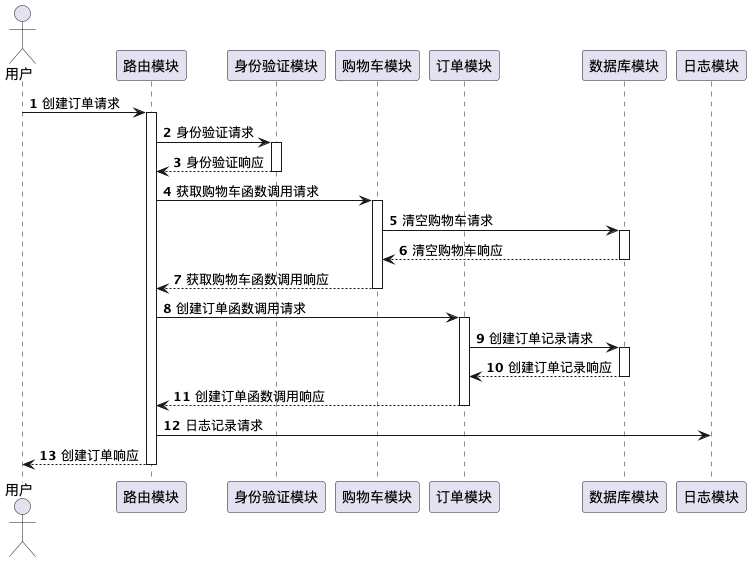 用户
路由模块
身份验证模块
购物车模块
订单模块
数据库模块
日志模块
1 创建订单请求
2 身份验证请求
3 身份验证响应
4 获取购物车函数调用请求
5 清空购物车请求
6 清空购物车响应
7 获取购物车函数调用响应
8 创建订单函数调用请求
9 创建订单记录请求
10 创建订单记录响应
11 创建订单函数调用响应
12 日志记录请求
13 创建订单响应
用户
路由模块
身份验证模块
购物车模块
订单模块
数据库模块
日志模块